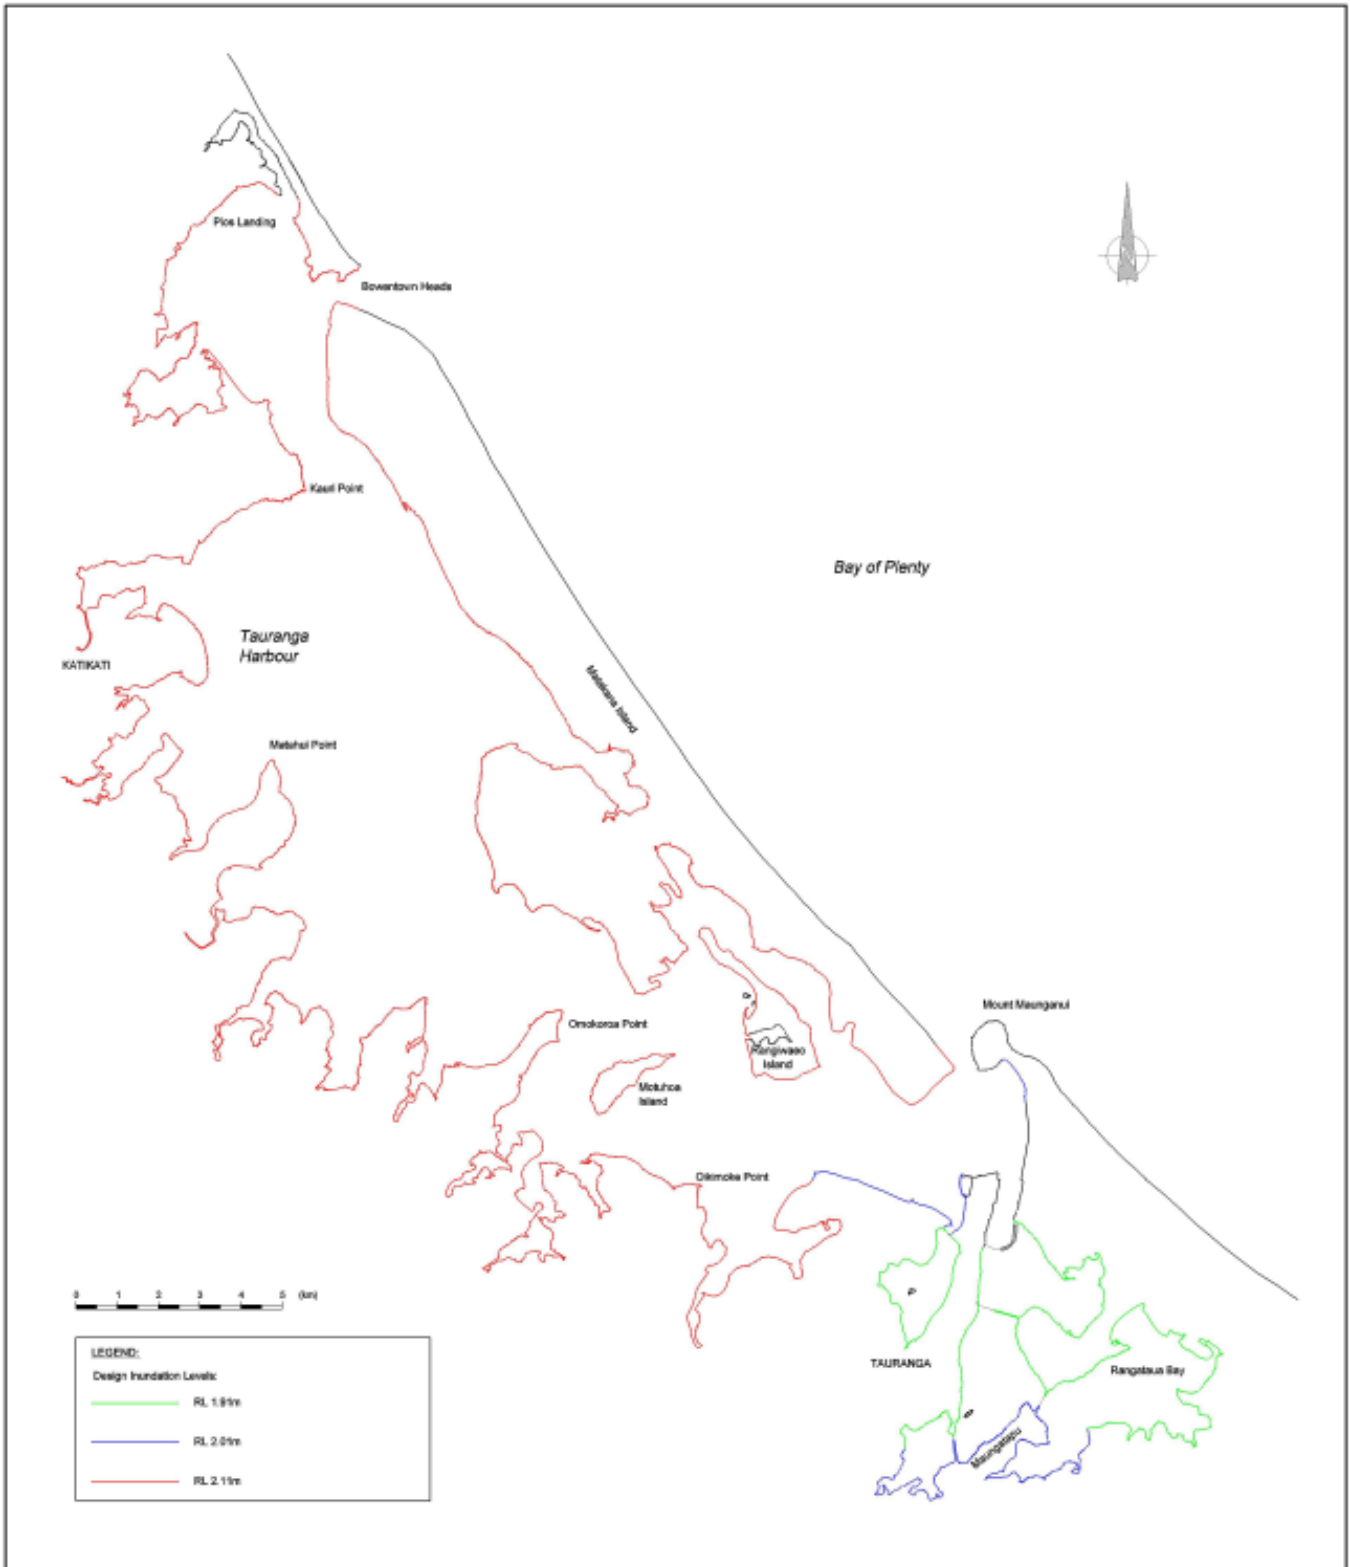 Pios Landing
Bowentown Heads
Kauri Point
Bay of Plenty
Tauranga
Harbour
KATIKATI
Matakana Island
Matahui Point
Mount Maunganui
Omokoroa Point
Rangiwaea
Island
Motuhoa
Island
Oikimoke Point
0 1 2 3 4 5 (km)
TAURANGA
Rangataua Bay
Maungatapu
LEGEND:
Design Inundation Levels:
RL 1.91m
RL 2.01m
RL 2.11m